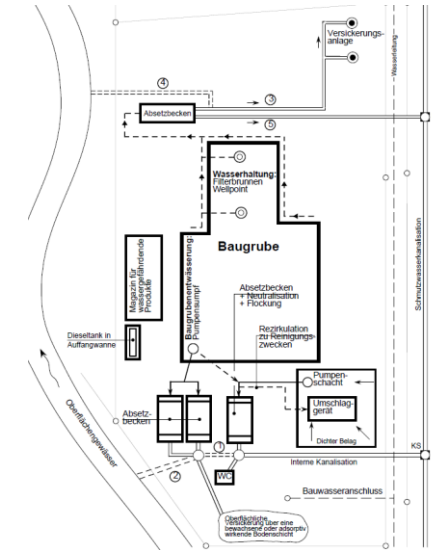 Versickerungs-
anlage
Wasserhaltung
④
③
Absetzbecken
⑤
Wasserhaltung:
Filterbrunnen
Wellpoint
Baugrube
Schmutzwasserkanalisation
Magazin für
wassergefährdende
Produkte
Baugrubenentwässerung:
Pumpensumpf
Absetzbecken
+ Neutralisation
+ Flockung
Dieseltank in
Auffangwanne
Rezirkulation
zu Reinigungs-
zwecken
Pumpen-
schacht
Umschlag-
gerät
Absetz-
becken
Dichter Belag
Oberflächengewässer
①
KS
Interne Kanalisation
②
WC
Bauwasseranschluss
Oberflächliche
Versickerung über eine
bewachsene oder adsorptiv
wirkende Bodenschicht